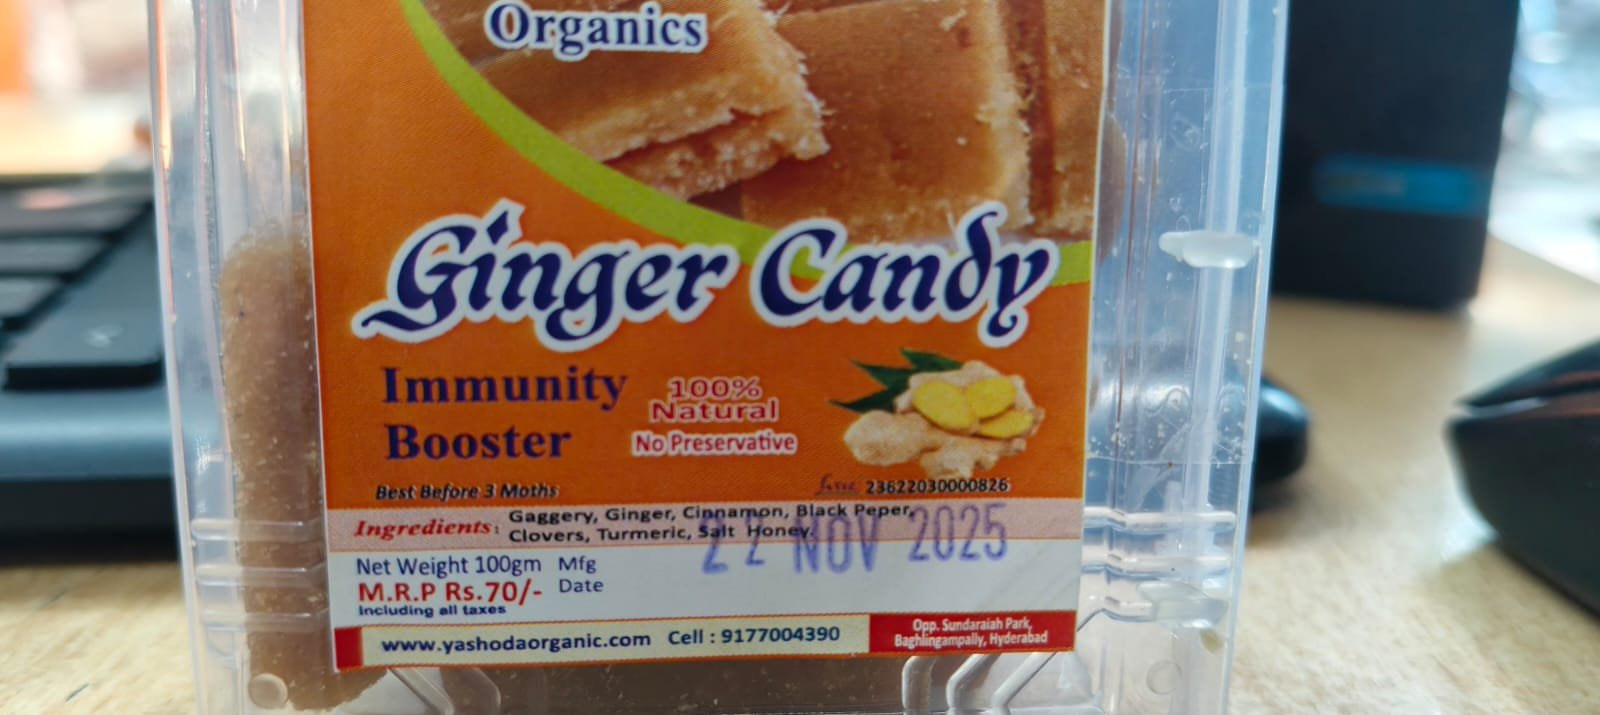 Organics
Ginger Candy
Immunity
Booster
100%
Natural
No Preservative
Best Before 3 Moths
fssai 23622030000826
Ingredients: Gaggery, Ginger, Cinnamon, Black Peper,
Clovers, Turmeric, Salt Honey.
22 NOV 2025
Net Weight 100gm
Mfg
Date
M.R.P Rs.70/-
Including all taxes
www.yashodaorganic.com Cell : 9177004390
Opp. Sundaraiah Park,
Baghlingampally, Hyderabad